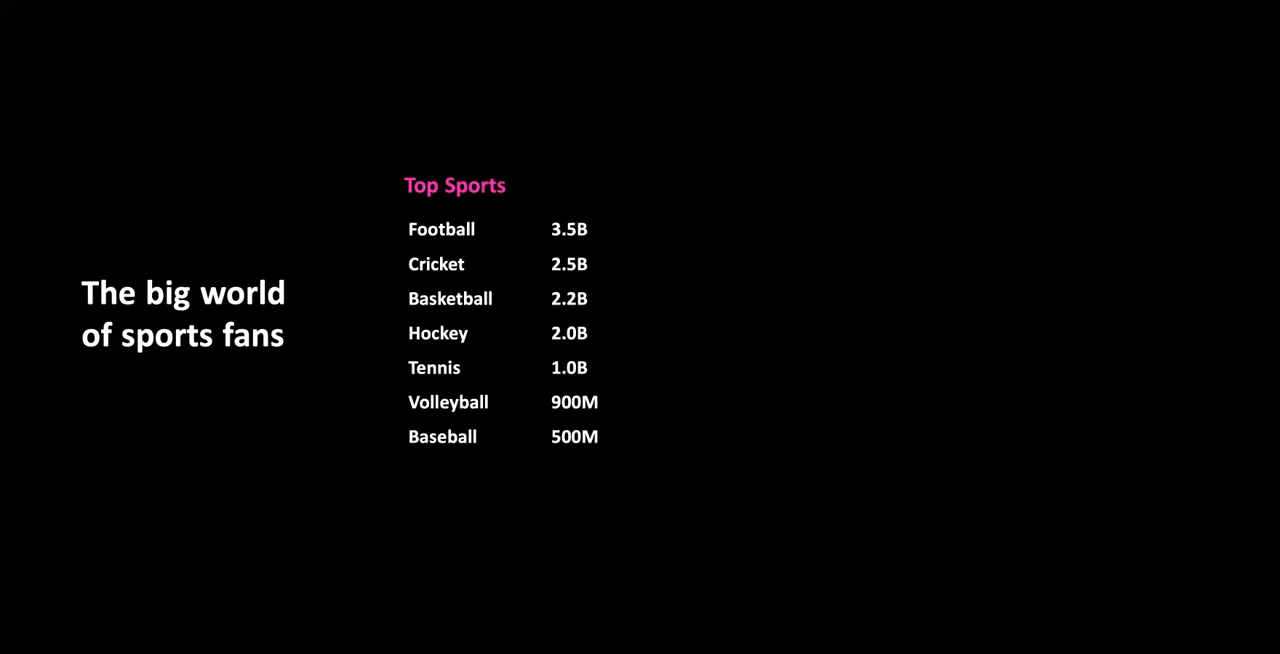 The big world
of sports fans
Top Sports
Football 3.5B
Cricket 2.5B
Basketball 2.2B
Hockey 2.0B
Tennis 1.0B
Volleyball 900M
Baseball 500M